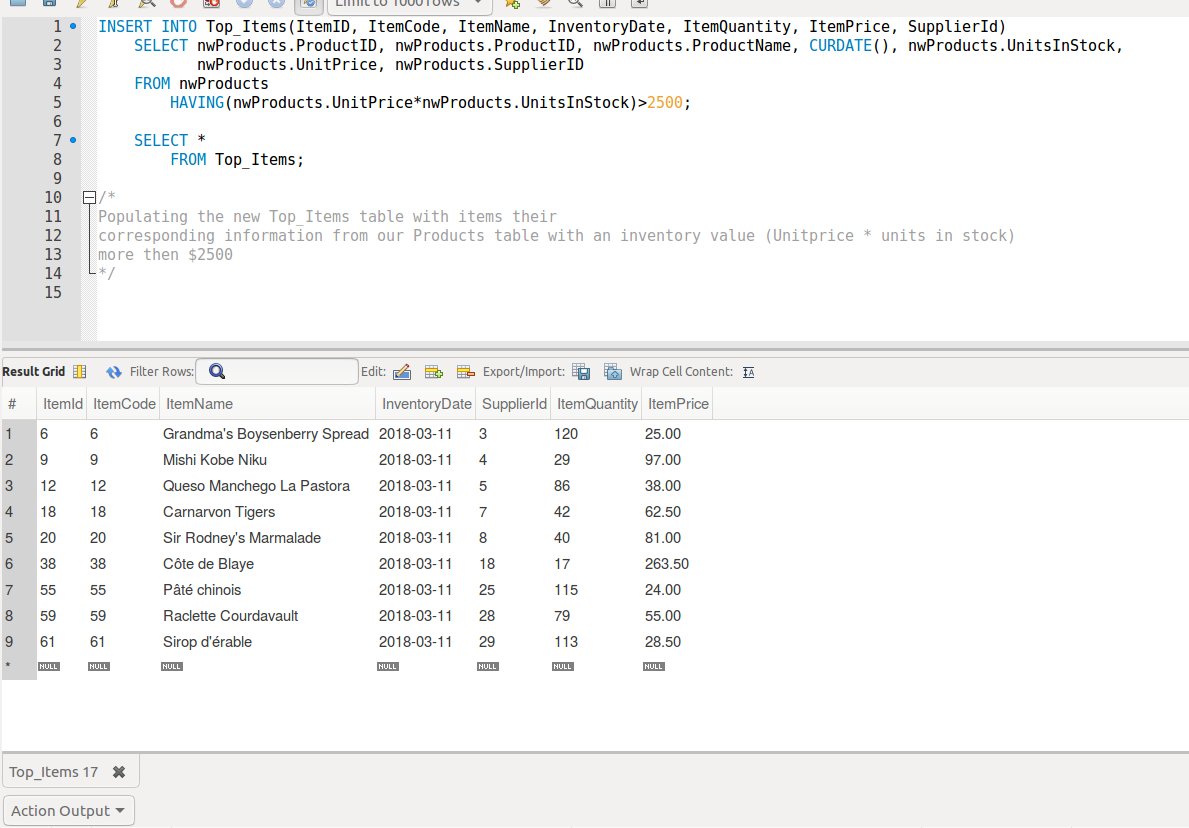 Limit to 1000 rows
1 INSERT INTO Top_Items(ItemID, ItemCode, ItemName, InventoryDate, ItemQuantity, ItemPrice, SupplierId)
2 SELECT nwProducts.ProductID, nwProducts.ProductID, nwProducts.ProductName, CURDATE(), nwProducts.UnitsInStock,
3 nwProducts.UnitPrice, nwProducts.SupplierID
4 FROM nwProducts
5 HAVING(nwProducts.UnitPrice*nwProducts.UnitsInStock)>2500;
6
7 SELECT *
8 FROM Top_Items;
9
10 /*
11 Populating the new Top_Items table with items their
12 corresponding information from our Products table with an inventory value (Unitprice * units in stock)
13 more then $2500
14 */
15
Result Grid Filter Rows: Edit: Export/Import: Wrap Cell Content: IA
# ItemId ItemCode ItemName InventoryDate SupplierId ItemQuantity ItemPrice
1 6 6 Grandma's Boysenberry Spread 2018-03-11 3 120 25.00
2 9 9 Mishi Kobe Niku 2018-03-11 4 29 97.00
3 12 12 Queso Manchego La Pastora 2018-03-11 5 86 38.00
4 18 18 Carnarvon Tigers 2018-03-11 7 42 62.50
5 20 20 Sir Rodney's Marmalade 2018-03-11 8 40 81.00
6 38 38 Côte de Blaye 2018-03-11 18 17 263.50
7 55 55 Pâté chinois 2018-03-11 25 115 24.00
8 59 59 Raclette Courdavault 2018-03-11 28 79 55.00
9 61 61 Sirop d'érable 2018-03-11 29 113 28.50
* NULL NULL NULL NULL NULL NULL NULL
Top_Items 17
Action Output